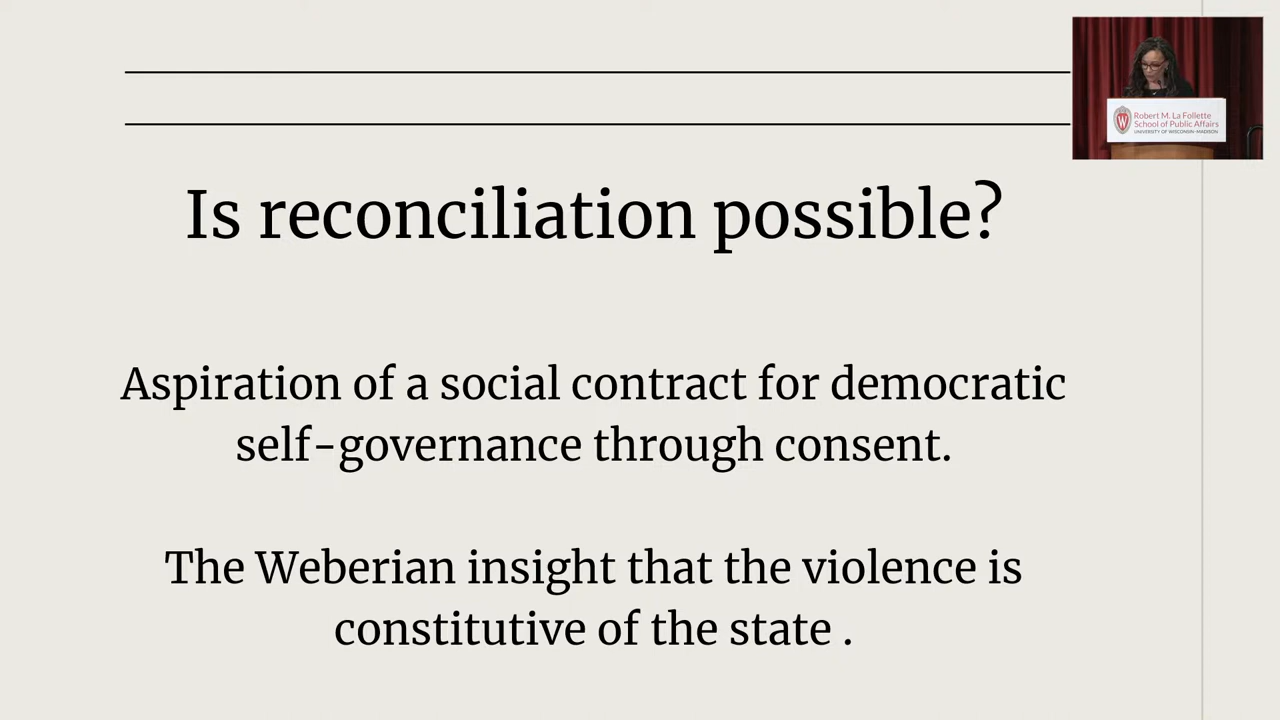 Is reconciliation possible?
Aspiration of a social contract for democratic
self-governance through consent.
The Weberian insight that the violence is
constitutive of the state .
Robert M. La Follette
School of Public Affairs
UNIVERSITY OF WISCONSIN-MADISON
W